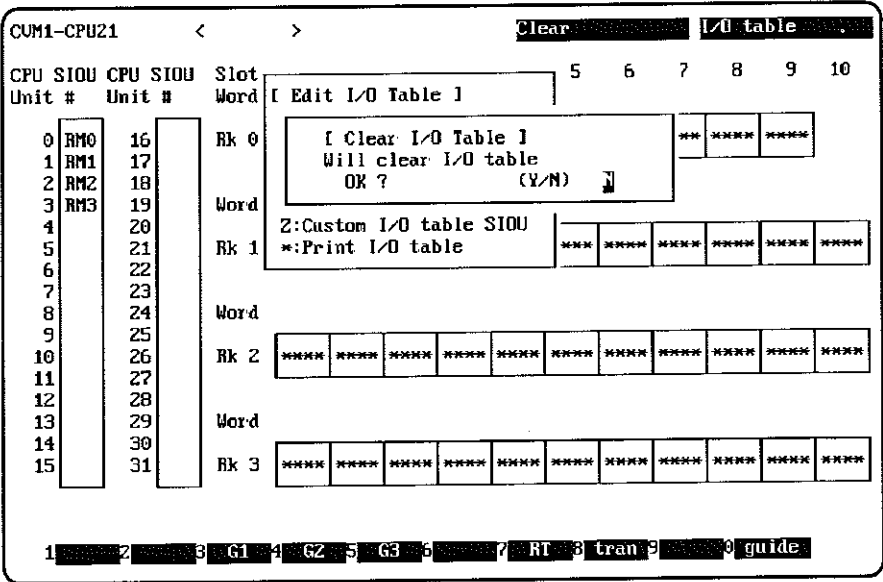 CVM1-CPU21 < > Clear I/O table .
CPU SIOU CPU SIOU Slot 5 6 7 8 9 10
Unit # Unit # Word [ Edit I/O Table ]
0 RM0 16 Rk 0 [ Clear I/O Table ] ** **** ****
1 RM1 17 Will clear I/O table
2 RM2 18 OK ? (Y/N) N
3 RM3 19 Word
4 20 Z:Custom I/O table SIOU
5 21 Rk 1 *:Print I/O table *** **** **** **** **** ****
6 22
7 23
8 24 Word
9 25
10 26 Rk 2 **** **** **** **** **** **** **** **** **** **** ****
11 27
12 28
13 29 Word
14 30
15 31 Rk 3 **** **** **** **** **** **** **** **** **** **** ****
1 2 3 G1 4 G2 5 G3 6 7 RT 8 tran 9 0 guide